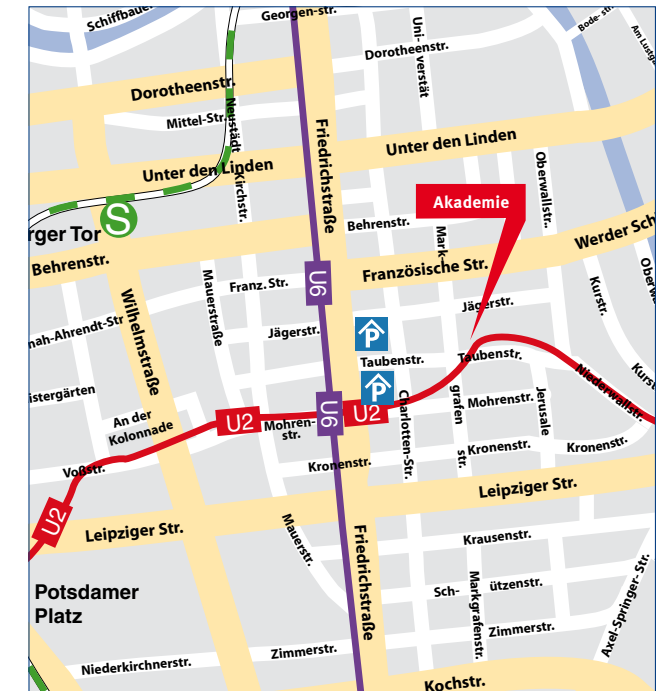 Schiffbauer
Georgen-str.
Uni-
verstät
Bode-str.
Am Lustga
Dorotheenstr.
Dorotheenstr.
Mittel-Str.
Neustädt
Kirchstr.
Friedrichstraße
Unter den Linden
Unter den Linden
Oberwallstr.
Akademie
S
rger Tor
Behrenstr.
Behrenstr.
Mark-
Werder Sch
Französische Str.
Franz. Str.
U6
Mauerstraße
Wilhelmstraße
Kurstr.
Oberw
nah-Ahrendt-Str
Jägerstr.
Jägerstr.
P
Taubenstr.
Taubenstr.
istergärten
P
An der
Kolonnade
U2
Mohren-
str.
U6
U2
Charlotten-Str.
grafen
str.
Mohrenstr.
Jerusale
Niederwallstr.
Kurst
Voßstr.
Kronenstr.
Kronenstr.
Kronenstr.
Leipziger Str.
U2
Leipziger Str.
Mauerstr.
Friedrichstraße
Krausenstr.
Potsdamer
Platz
Sch-
ützenstr.
Markgrafenstr.
Axel-Springer-Str.
Zimmerstr.
Zimmerstr.
Niederkirchnerstr.
Kochstr.